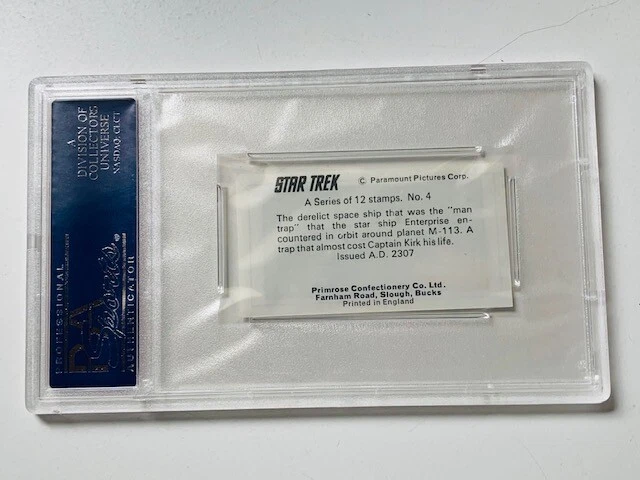 A
DIVISION OF
COLLECTORS
UNIVERSE
NASDAQ: CLCT
PROFESSIONAL
PSA
AUTHENTICATOR
STAR TREK © Paramount Pictures Corp.
A Series of 12 stamps. No. 4
The derelict space ship that was the "man
trap" that the star ship Enterprise en-
countered in orbit around planet M-113. A
trap that almost cost Captain Kirk his life.
Issued A.D. 2307
Primrose Confectionery Co. Ltd.
Farnham Road, Slough, Bucks
Printed in England